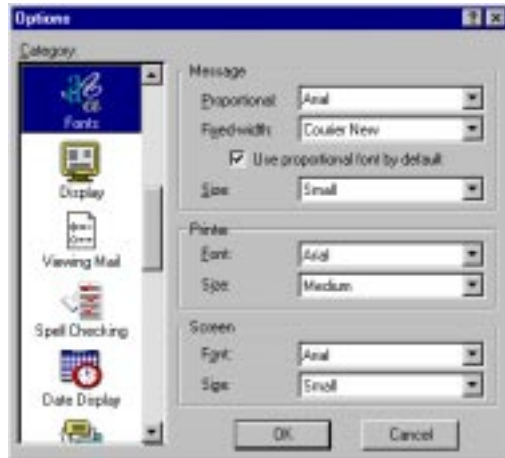 Options
Category:
Fonts
Display
Viewing Mail
Spell Checking
Date Display
Message
Proportional: Arial
Fixed-width: Courier New
Use proportional font by default
Size: Small
Printer
Font: Arial
Size: Medium
Screen
Font: Arial
Size: Small
OK Cancel